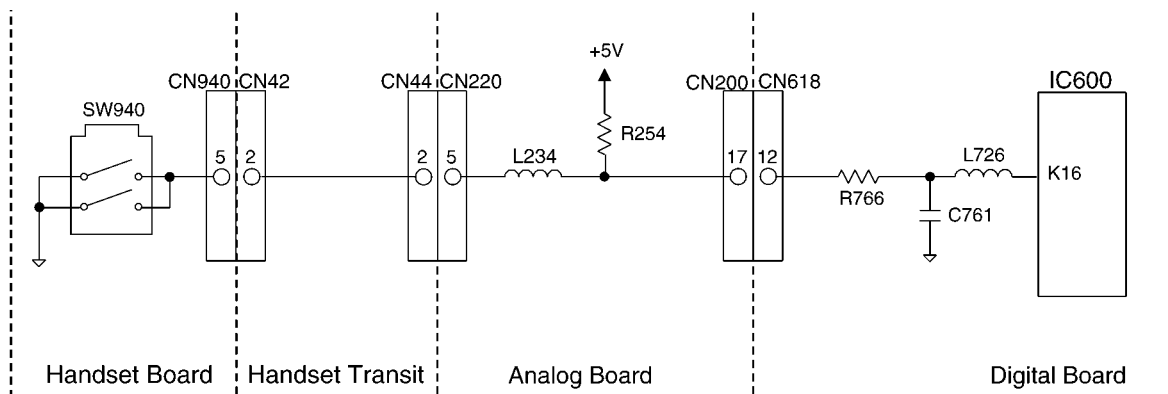 +5V
CN940 CN42
CN44 CN220
CN200 CN618
IC600
SW940
R254
5 2
2 5
L234
17 12
L726
K16
R766
C761
Handset Board
Handset Transit
Analog Board
Digital Board